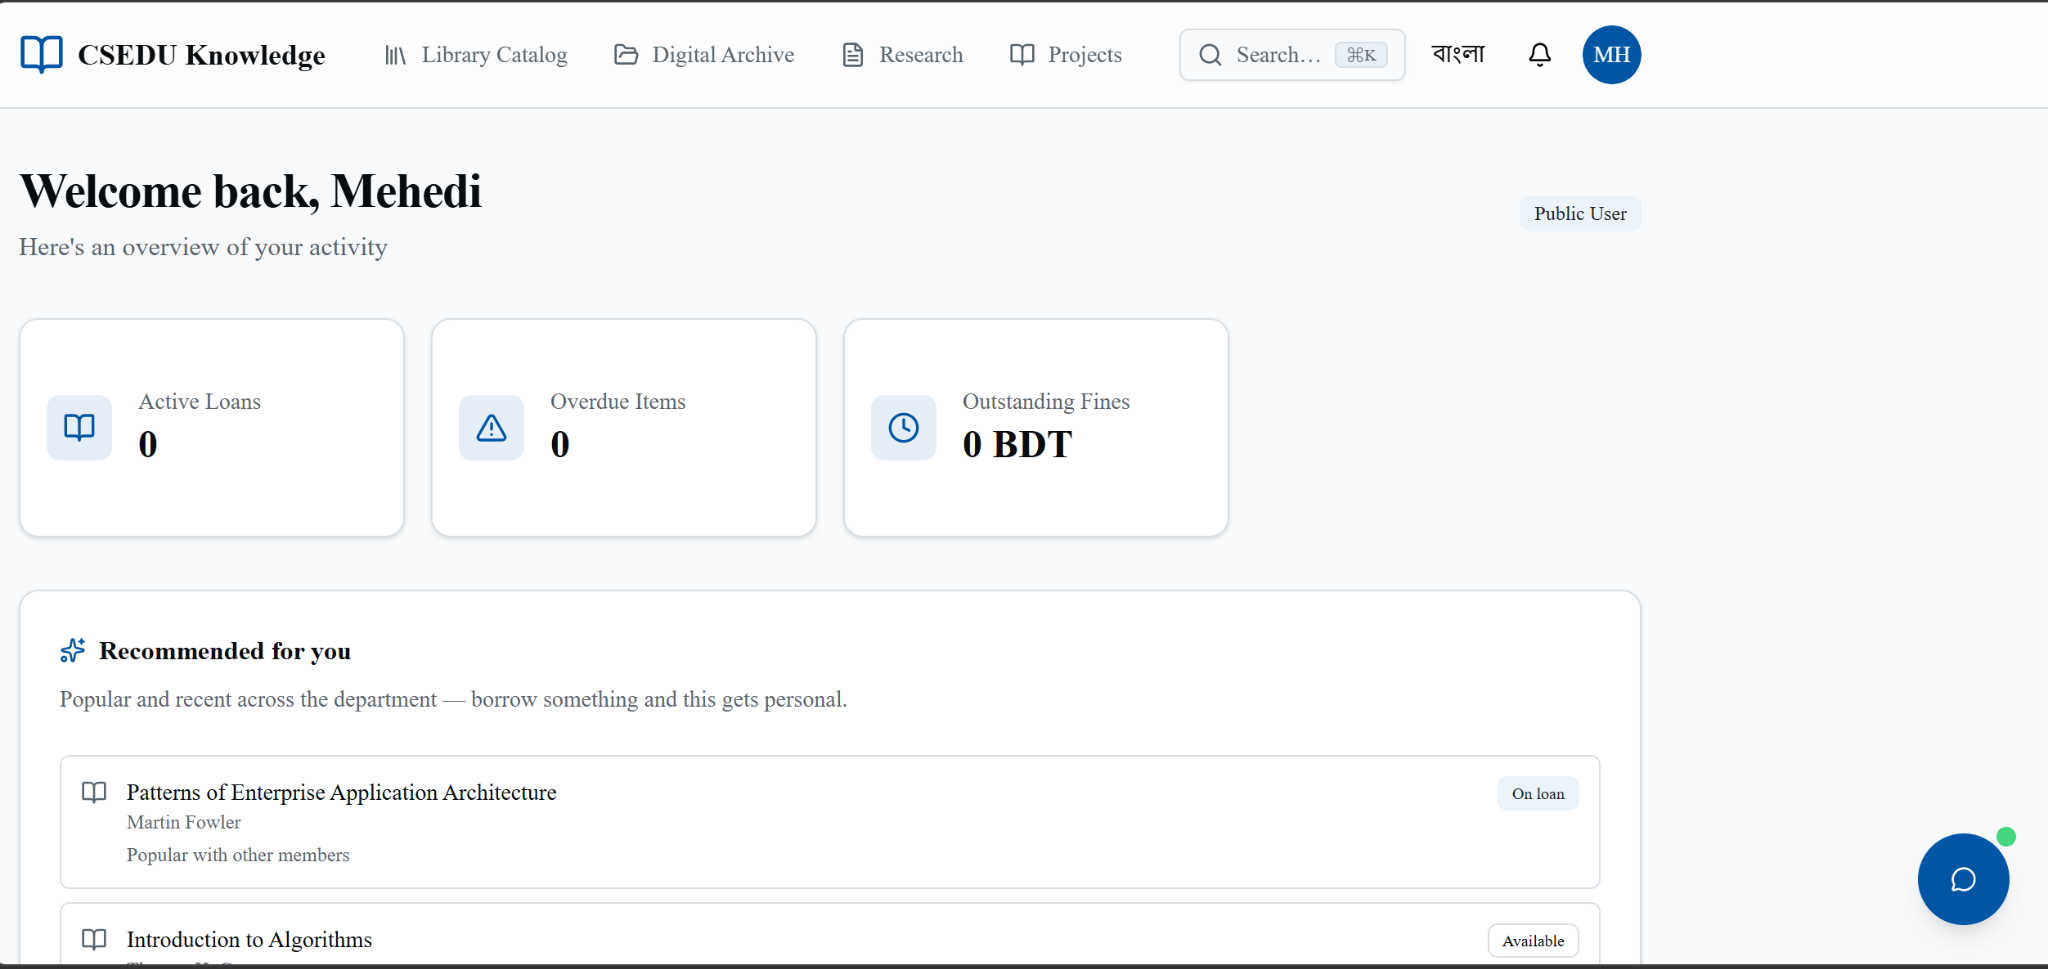 CSEDU Knowledge
Library Catalog
Digital Archive
Research
Projects
Search…
⌘K
বাংলা
MH
Welcome back, Mehedi
Public User
Here's an overview of your activity
Active Loans
0
Overdue Items
0
Outstanding Fines
0 BDT
Recommended for you
Popular and recent across the department — borrow something and this gets personal.
Patterns of Enterprise Application Architecture
On loan
Martin Fowler
Popular with other members
Introduction to Algorithms
Available